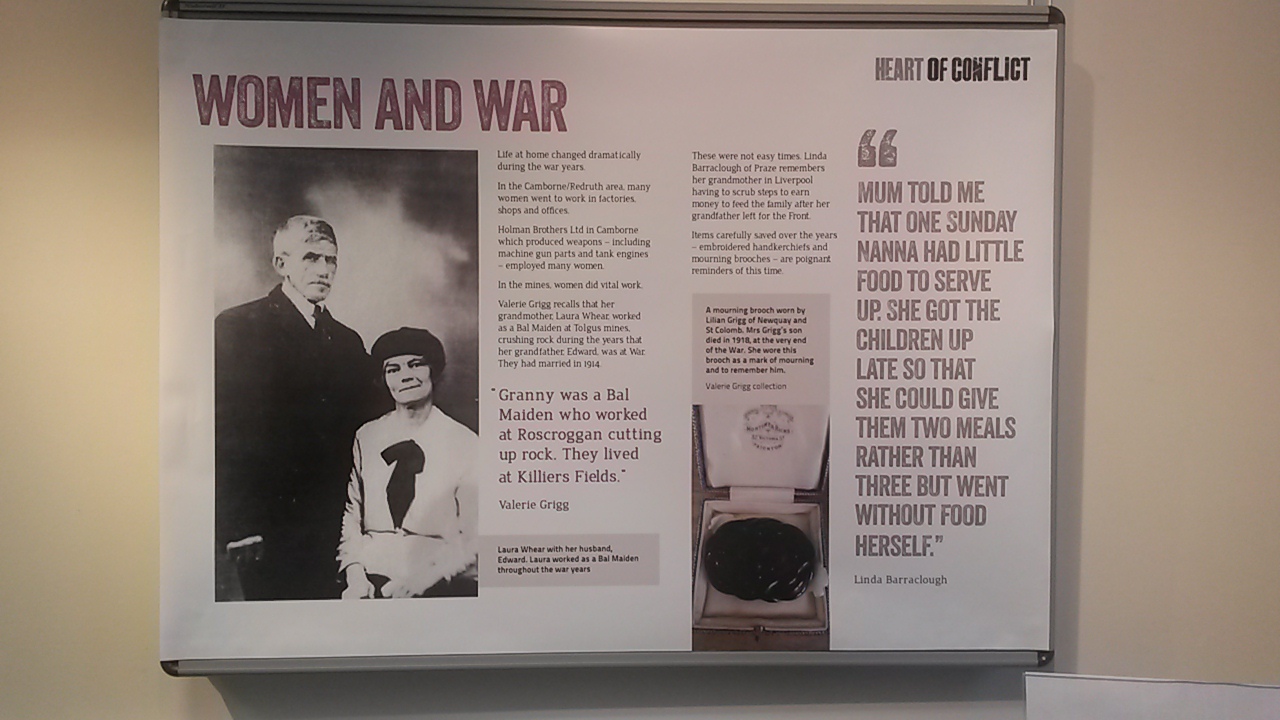 HEART OF CONFLICT
WOMEN AND WAR
Life at home changed dramatically
during the war years.
In the Camborne/Redruth area, many
women went to work in factories,
shops and offices.
Holman Brothers Ltd in Camborne
which produced weapons – including
machine gun parts and tank engines
– employed many women.
In the mines, women did vital work.
Valerie Grigg recalls that her
grandmother, Laura Whear, worked
as a Bal Maiden at Tolgus mines,
crushing rock during the years that
her grandfather, Edward, was at War.
They had married in 1914.
"Granny was a Bal
Maiden who worked
at Roscroggan cutting
up rock. They lived
at Killiers Fields."
Valerie Grigg
Laura Whear with her husband,
Edward. Laura worked as a Bal Maiden
throughout the war years
These were not easy times. Linda
Barraclough of Praze remembers
her grandmother in Liverpool
having to scrub steps to earn
money to feed the family after her
grandfather left for the Front.
Items carefully saved over the years
– embroidered handkerchiefs and
mourning brooches – are poignant
reminders of this time.
A mourning brooch worn by
Lilian Grigg of Newquay and
St Colomb. Mrs Grigg's son
died in 1918, at the very end
of the War. She wore this
brooch as a mark of mourning
and to remember him.
Valerie Grigg collection
“
MUM TOLD ME
THAT ONE SUNDAY
NANNA HAD LITTLE
FOOD TO SERVE
UP. SHE GOT THE
CHILDREN UP
LATE SO THAT
SHE COULD GIVE
THEM TWO MEALS
RATHER THAN
THREE BUT WENT
WITHOUT FOOD
HERSELF.”
Linda Barraclough